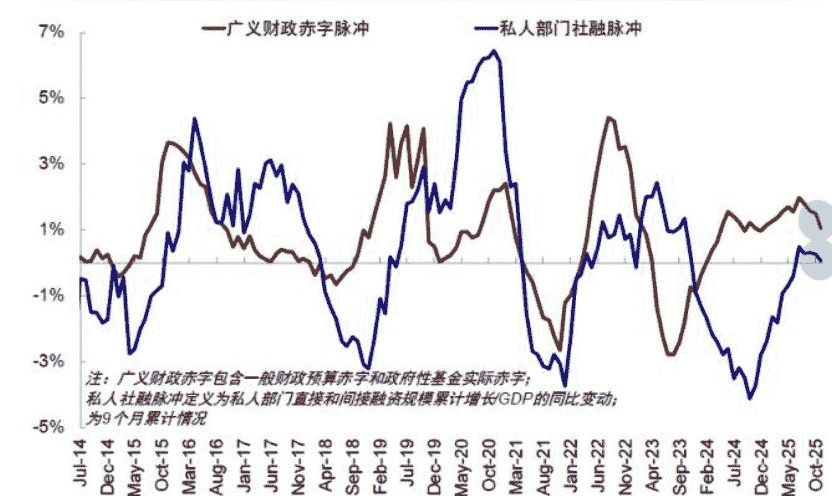 广义财政赤字脉冲 私人部门社融脉冲
7%
5%
3%
1%
-1%
-3%
-5%
注：广义财政赤字包含一般财政预算赤字和政府性基金实际赤字；
私人社融脉冲定义为私人部门直接和间接融资规模累计增长/GDP的同比变动；
为9个月累计情况
Jul-14 Dec-14 May-15 Oct-15 Mar-16 Aug-16 Jan-17 Jun-17 Nov-17 Apr-18 Sep-18 Feb-19 Jul-19 Dec-19 May-20 Oct-20 Mar-21 Aug-21 Jan-22 Jun-22 Nov-22 Apr-23 Sep-23 Feb-24 Jul-24 Dec-24 May-25 Oct-25